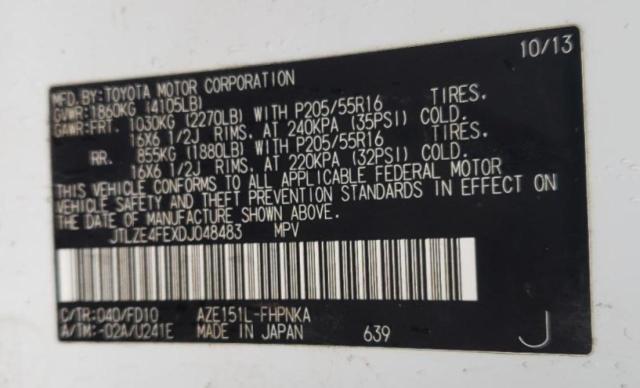 10/13
MFD.BY:TOYOTA MOTOR CORPORATION
GVWR:1860KG (4105LB)
GAWR:FRT. 1030KG (2270LB) WITH P205/55R16 TIRES.
16X6 1/2J RIMS. AT 240KPA (35PSI) COLD.
RR. 855KG (1880LB) WITH P205/55R16 TIRES.
16X6 1/2J RIMS. AT 220KPA (32PSI) COLD.
THIS VEHICLE CONFORMS TO ALL APPLICABLE FEDERAL MOTOR
VEHICLE SAFETY AND THEFT PREVENTION STANDARDS IN EFFECT ON
THE DATE OF MANUFACTURE SHOWN ABOVE.
JTLZE4FEXDJ048483 MPV
C/TR:040/FD10 AZE151L-FHPNKA
A/TM:-02A/U241E MADE IN JAPAN 639 J